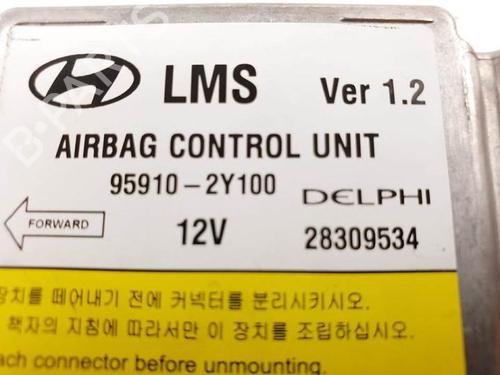 LMS Ver 1.2
AIRBAG CONTROL UNIT
95910-2Y100 DELPHI
FORWARD 12V 28309534
장치를 떼어내기 전에 커넥터를 분리시키시오.
책자의 지침에 따라서만 이 장치를 조립하십시오.
connector before unmounting.
B-PARTS